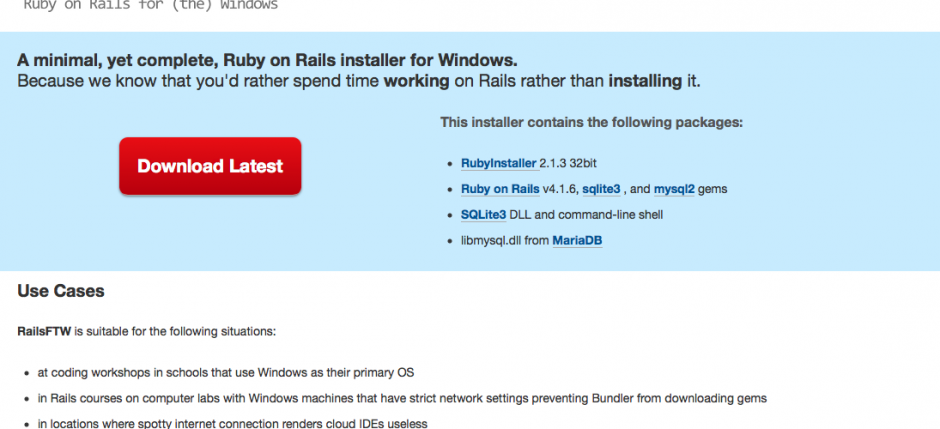 Ruby on Rails for (the) Windows
A minimal, yet complete, Ruby on Rails installer for Windows.
Because we know that you'd rather spend time working on Rails rather than installing it.
Download Latest
This installer contains the following packages:
• RubyInstaller 2.1.3 32bit
• Ruby on Rails v4.1.6, sqlite3 , and mysql2 gems
• SQLite3 DLL and command-line shell
• libmysql.dll from MariaDB
Use Cases
RailsFTW is suitable for the following situations:
• at coding workshops in schools that use Windows as their primary OS
• in Rails courses on computer labs with Windows machines that have strict network settings preventing Bundler from downloading gems
• in locations where spotty internet connection renders cloud IDEs useless